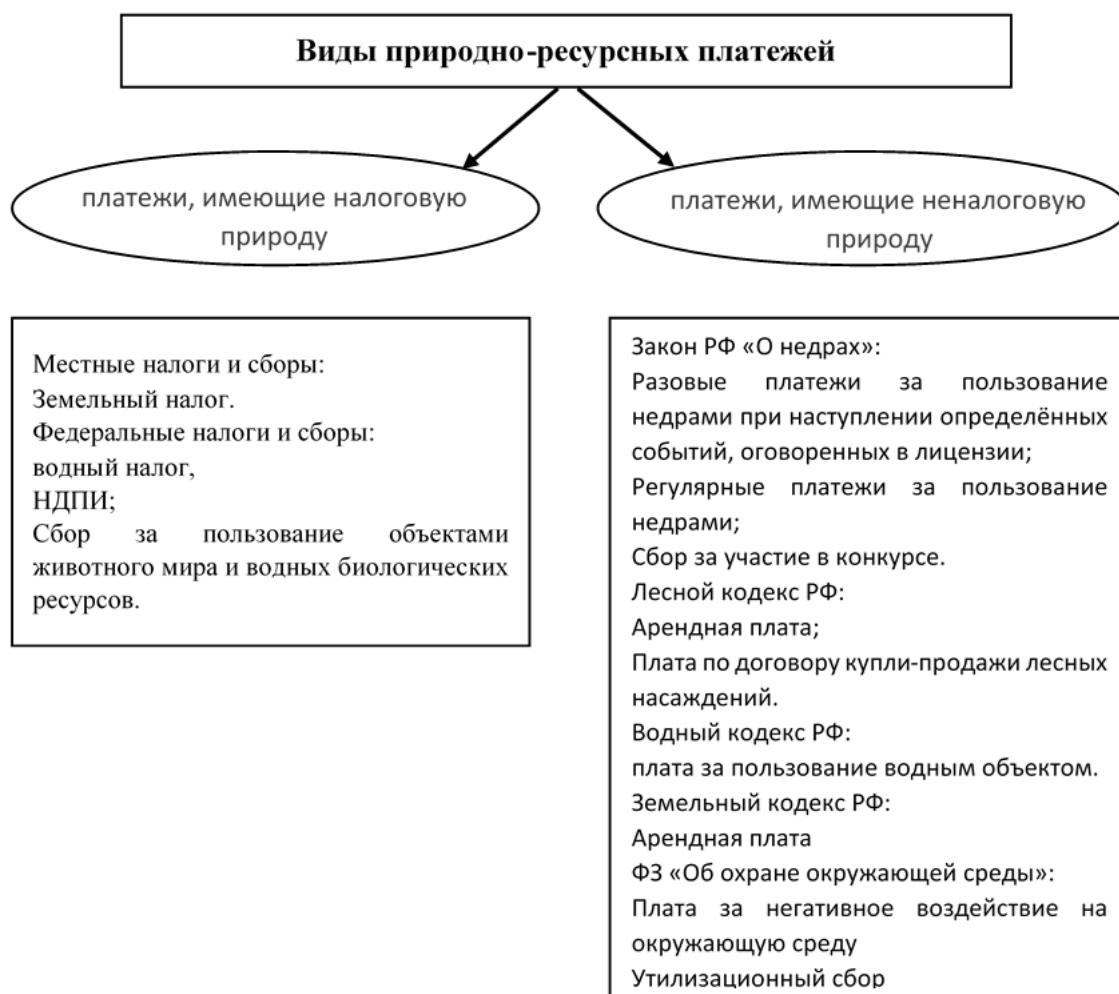 Виды природно-ресурсных платежей
платежи, имеющие налоговую
природу
платежи, имеющие неналоговую
природу
Местные налоги и сборы:
Земельный налог.
Федеральные налоги и сборы:
водный налог,
НДПИ;
Сбор за пользование объектами
животного мира и водных биологических
ресурсов.
Закон РФ «О недрах»:
Разовые платежи за пользование
недрами при наступлении определённых
событий, оговоренных в лицензии;
Регулярные платежи за пользование
недрами;
Сбор за участие в конкурсе.
Лесной кодекс РФ:
Арендная плата;
Плата по договору купли-продажи лесных
насаждений.
Водный кодекс РФ:
плата за пользование водным объектом.
Земельный кодекс РФ:
Арендная плата
ФЗ «Об охране окружающей среды»:
Плата за негативное воздействие на
окружающую среду
Утилизационный сбор